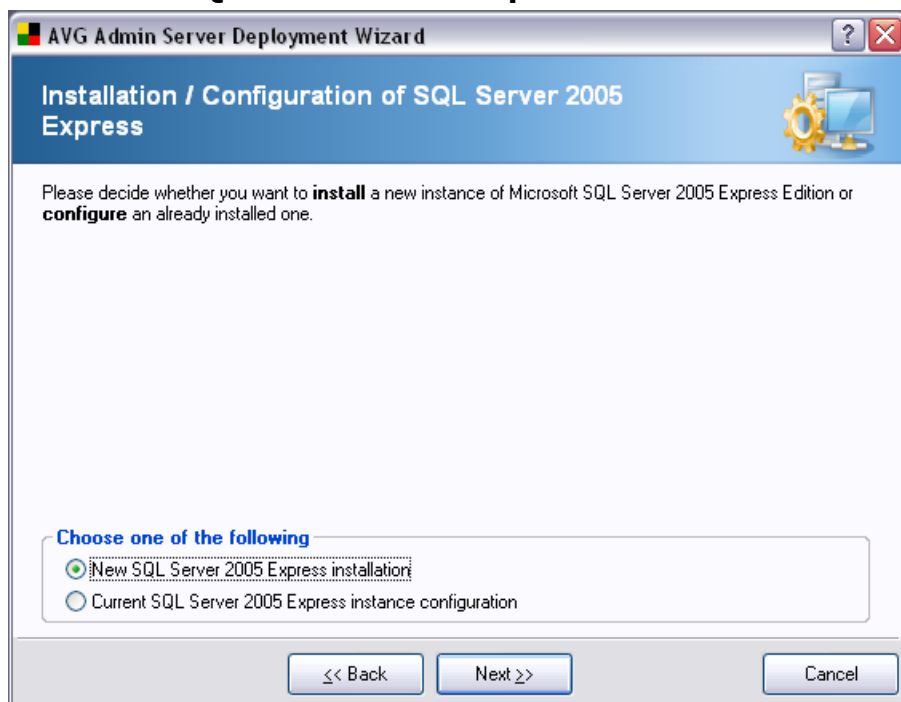 AVG Admin Server Deployment Wizard
Installation / Configuration of SQL Server 2005
Express
Please decide whether you want to install a new instance of Microsoft SQL Server 2005 Express Edition or
configure an already installed one.
Choose one of the following
New SQL Server 2005 Express installation
Current SQL Server 2005 Express instance configuration
<< Back
Next >>
Cancel